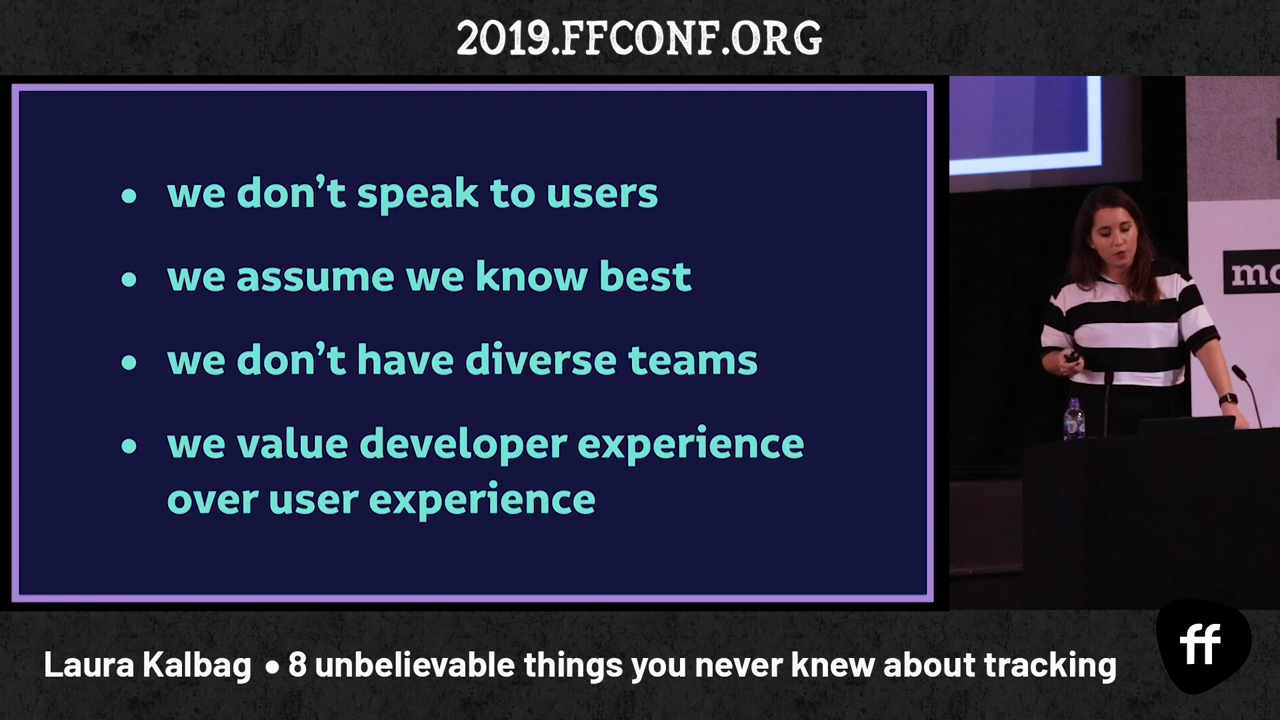 2019.FFCONF.ORG
• we don’t speak to users
• we assume we know best
• we don’t have diverse teams
• we value developer experience
over user experience
Laura Kalbag • 8 unbelievable things you never knew about tracking
ff